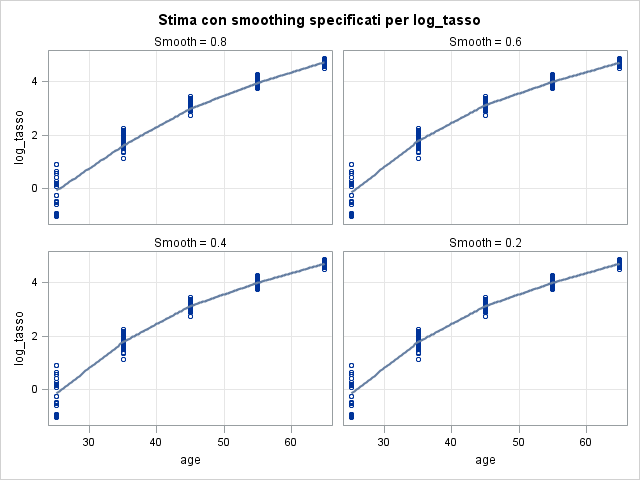 Stima con smoothing specificati per log_tasso
Smooth = 0.8
Smooth = 0.6
4
2
0
log_tasso
Smooth = 0.4
Smooth = 0.2
4
2
0
log_tasso
30 40 50 60
30 40 50 60
age
age